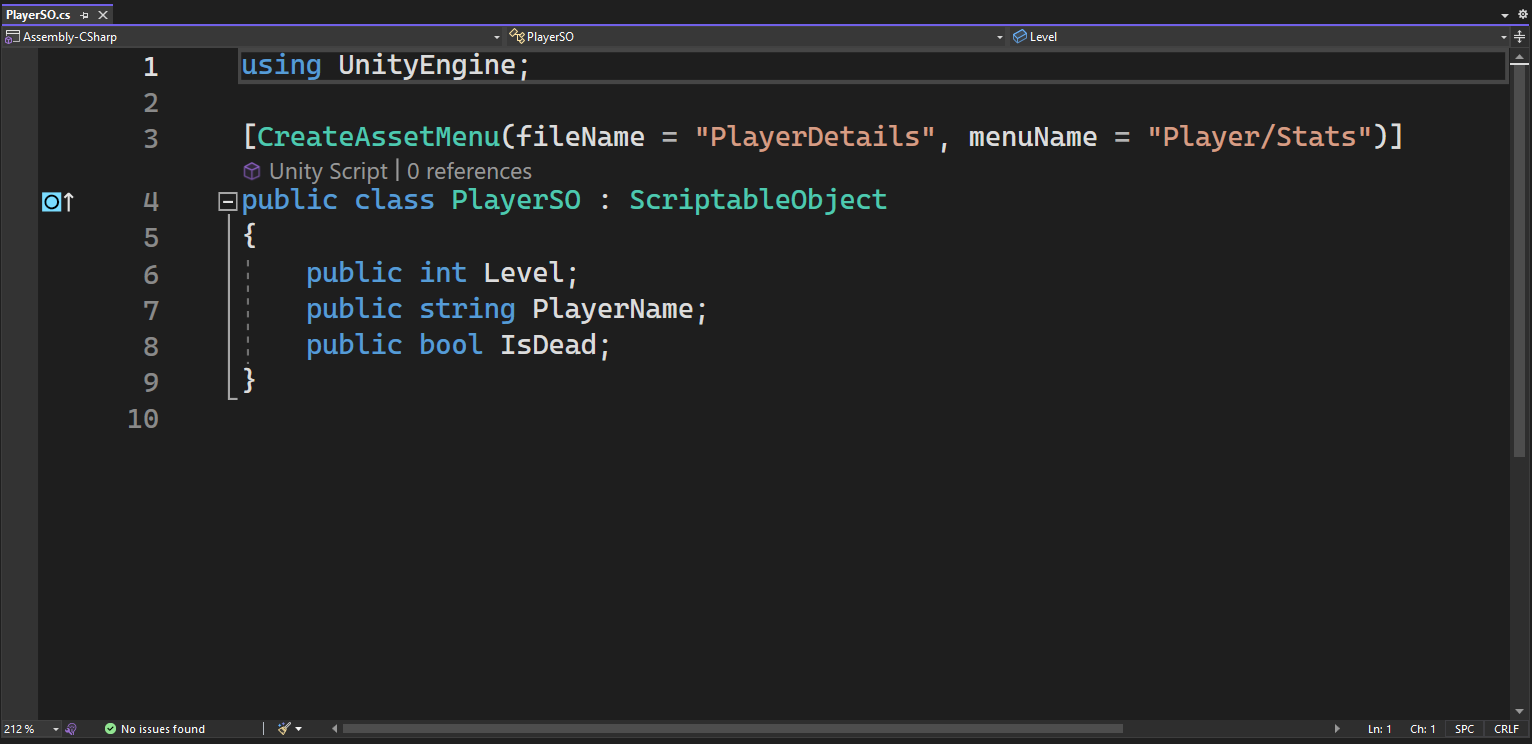 PlayerSO.cs
Assembly-CSharp PlayerSO Level
1 using UnityEngine;
2
3 [CreateAssetMenu(fileName = "PlayerDetails", menuName = "Player/Stats")]
Unity Script | 0 references
4 public class PlayerSO : ScriptableObject
5 {
6 public int Level;
7 public string PlayerName;
8 public bool IsDead;
9 }
10
212 % No issues found Ln: 1 Ch: 1 SPC CRLF